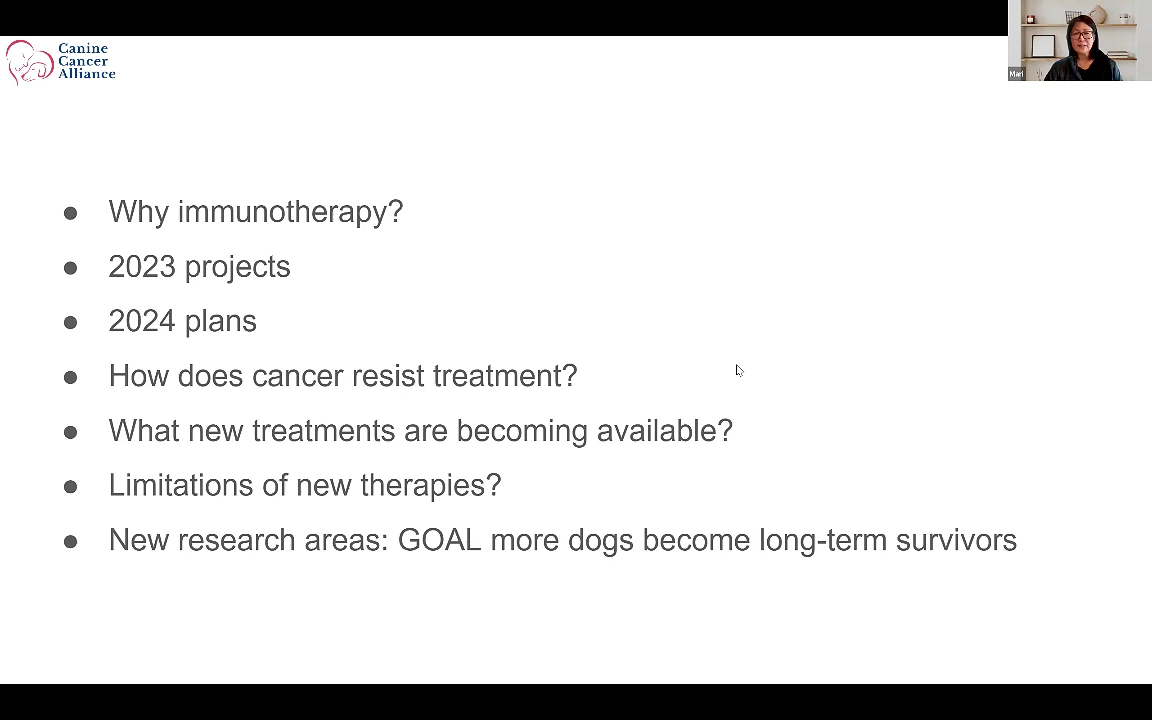 Canine
Cancer
Alliance
Mari
Why immunotherapy?
2023 projects
2024 plans
How does cancer resist treatment?
What new treatments are becoming available?
Limitations of new therapies?
New research areas: GOAL more dogs become long-term survivors